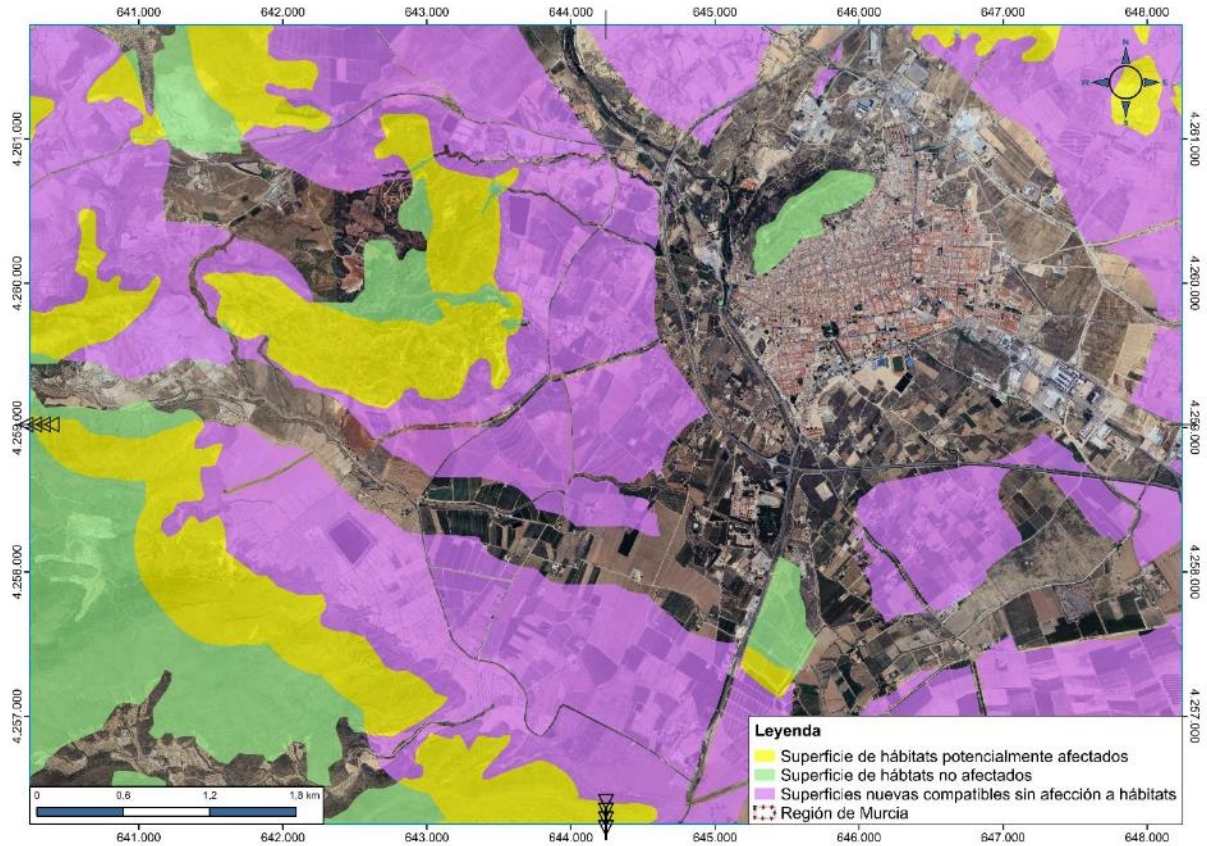 641.000 642.000 643.000 644.000 645.000 646.000 647.000 648.000
N
W E
S
4.261.000 4.261.000
4.260.000 4.260.000
4.259.000 4.259.000
4.258.000 4.258.000
4.257.000 4.257.000
Leyenda
Superficie de hábitats potencialmente afectados
Superficie de hábtats no afectados
Superficies nuevas compatibles sin afección a hábitats
Región de Murcia
0 0,6 1,2 1,8 km
641.000 642.000 643.000 644.000 645.000 646.000 647.000 648.000